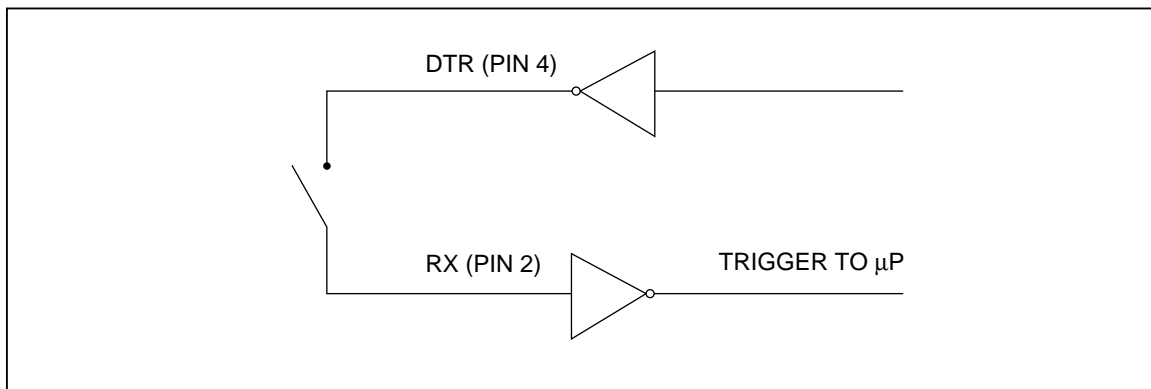 DTR (PIN 4)
RX (PIN 2)
TRIGGER TO μP